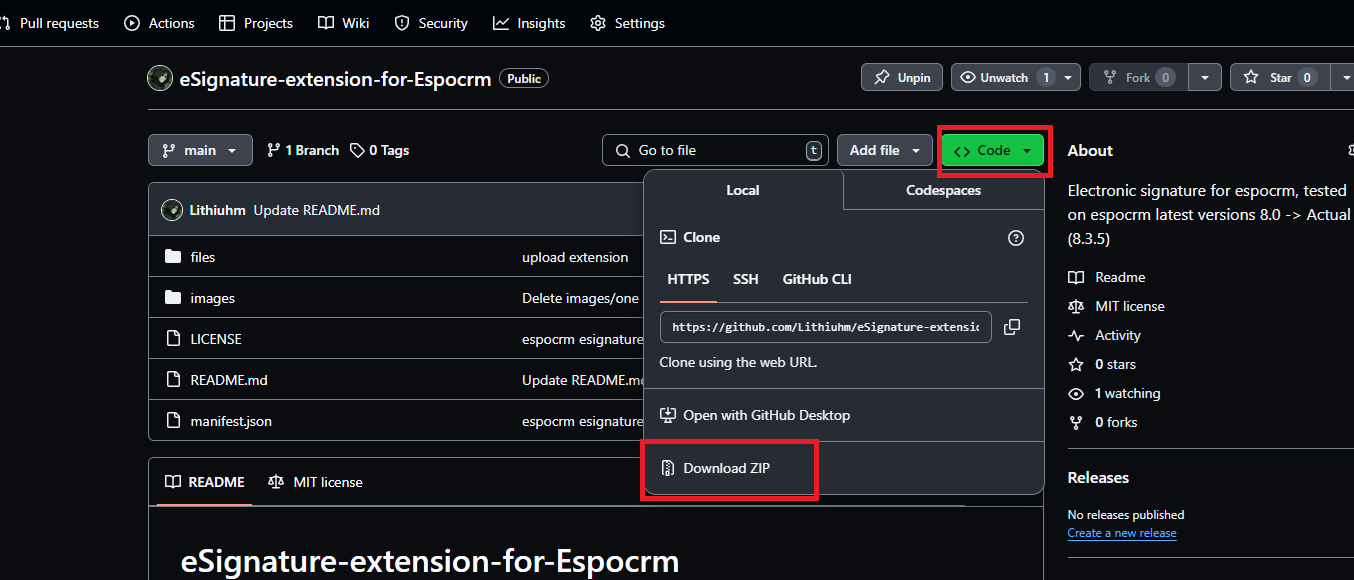 Pull requests Actions Projects Wiki Security Insights Settings
eSignature-extension-for-Espocrm Public Unpin Unwatch 1 Fork 0 Star 0
main 1 Branch 0 Tags Go to file t Add file <> Code
About
Local Codespaces
Electronic signature for espocrm, tested
on espocrm latest versions 8.0 -> Actual
(8.3.5)
Lithiuhm Update README.md
Clone
files upload extension
HTTPS SSH GitHub CLI
Readme
images Delete images/one
MIT license
https://github.com/Lithiuhm/eSignature-extensio
LICENSE espocrm esignature
Activity
Clone using the web URL.
0 stars
README.md Update README.md
1 watching
Open with GitHub Desktop
manifest.json espocrm esignature
0 forks
Download ZIP
README MIT license
Releases
No releases published
Create a new release
eSignature-extension-for-Espocrm